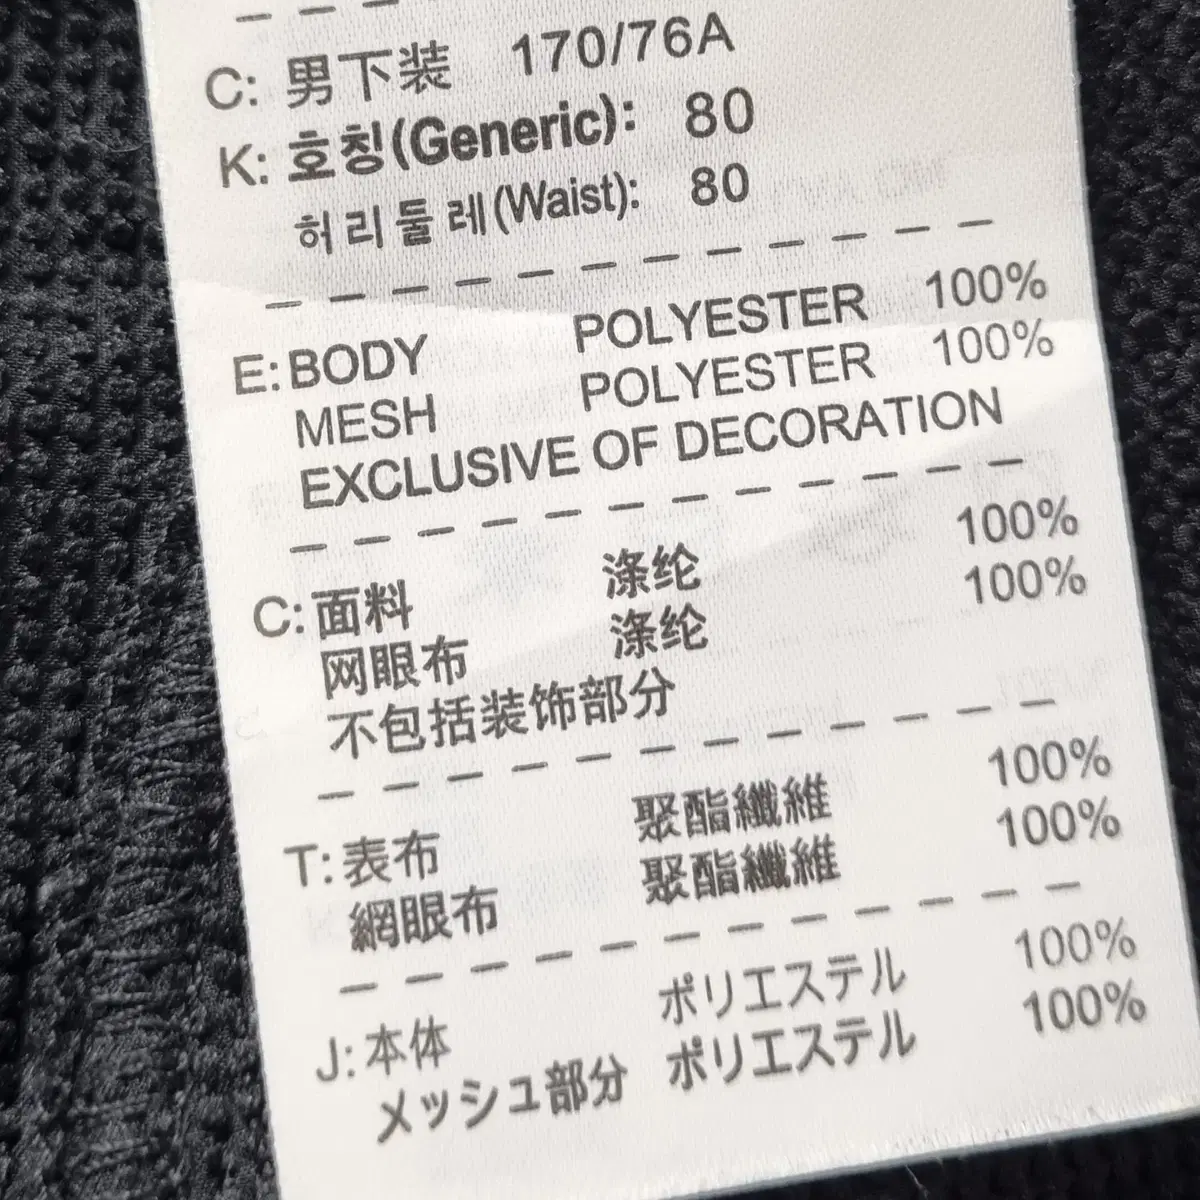 C: 男下装 170/76A
K: 호칭(Generic): 80
허리둘레(Waist): 80
E: BODY POLYESTER 100%
MESH POLYESTER 100%
EXCLUSIVE OF DECORATION
C: 面料 涤纶 100%
网眼布 涤纶 100%
不包括装饰部分
T: 表布 聚酯纖維 100%
網眼布 聚酯纖維 100%
J: 本体 ポリエステル 100%
メッシュ部分 ポリエステル 100%